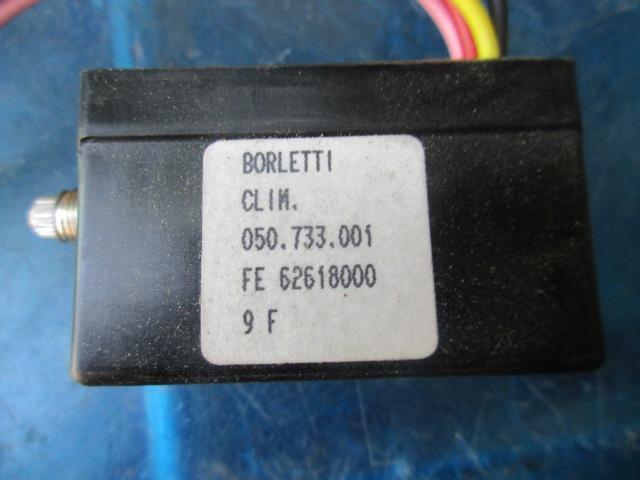 BORLETTI
CLIM.
050.733.001
FE 62618000
9 F